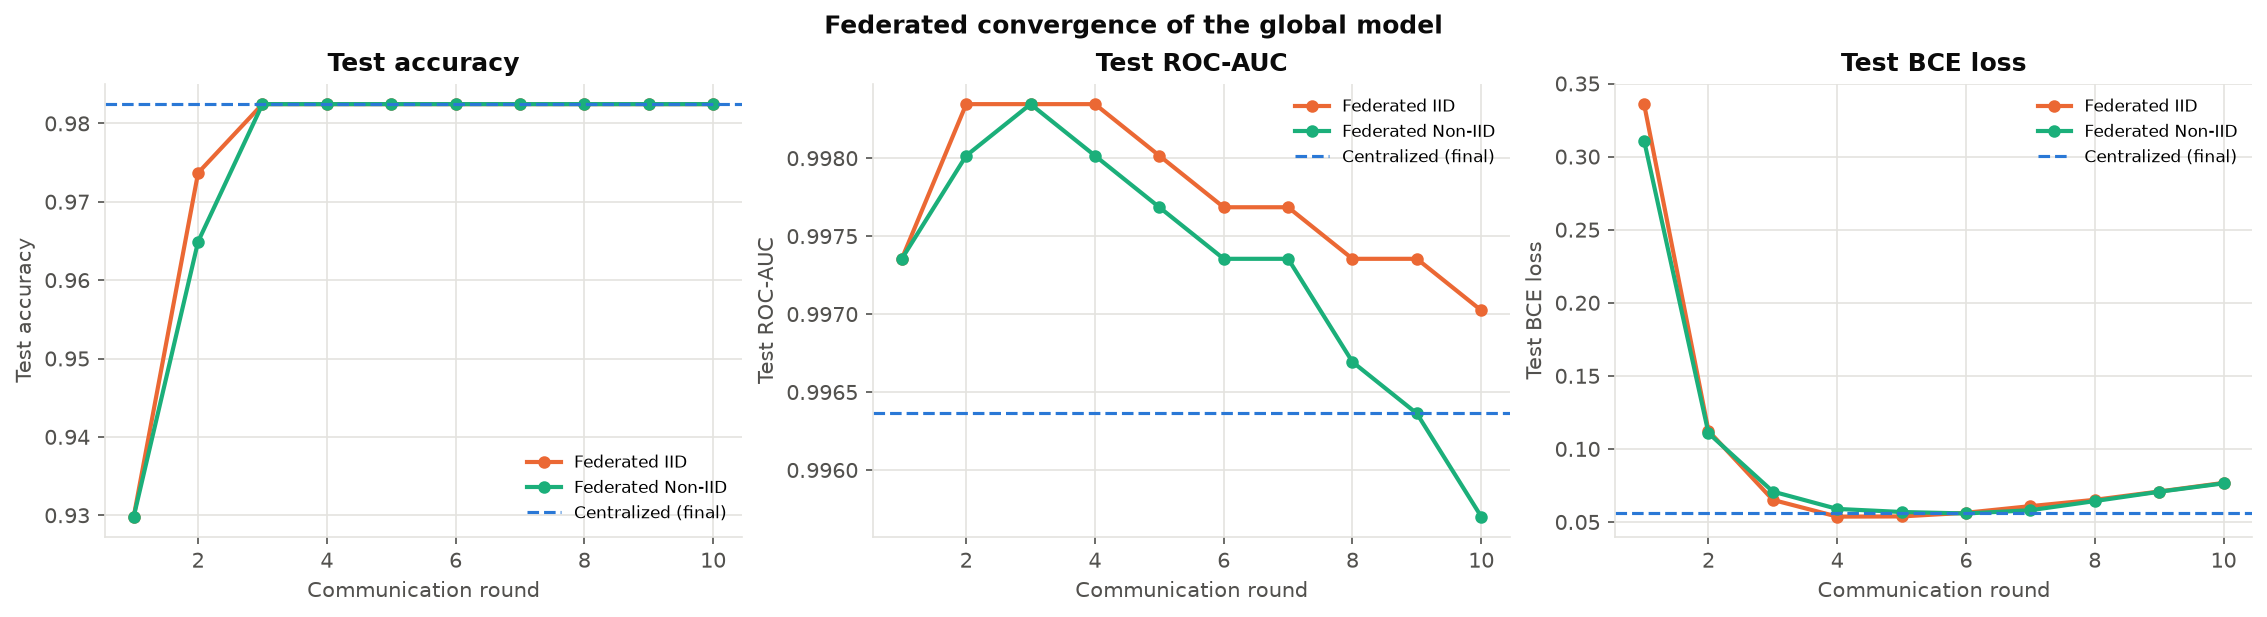 Federated convergence of the global model
Test accuracy
Test accuracy
0.98
0.97
0.96
0.95
0.94
0.93
2
4
6
8
10
Communication round
Federated IID
Federated Non-IID
Centralized (final)
Test ROC-AUC
Test ROC-AUC
0.9980
0.9975
0.9970
0.9965
0.9960
2
4
6
8
10
Communication round
Federated IID
Federated Non-IID
Centralized (final)
Test BCE loss
Test BCE loss
0.35
0.30
0.25
0.20
0.15
0.10
0.05
2
4
6
8
10
Communication round
Federated IID
Federated Non-IID
Centralized (final)